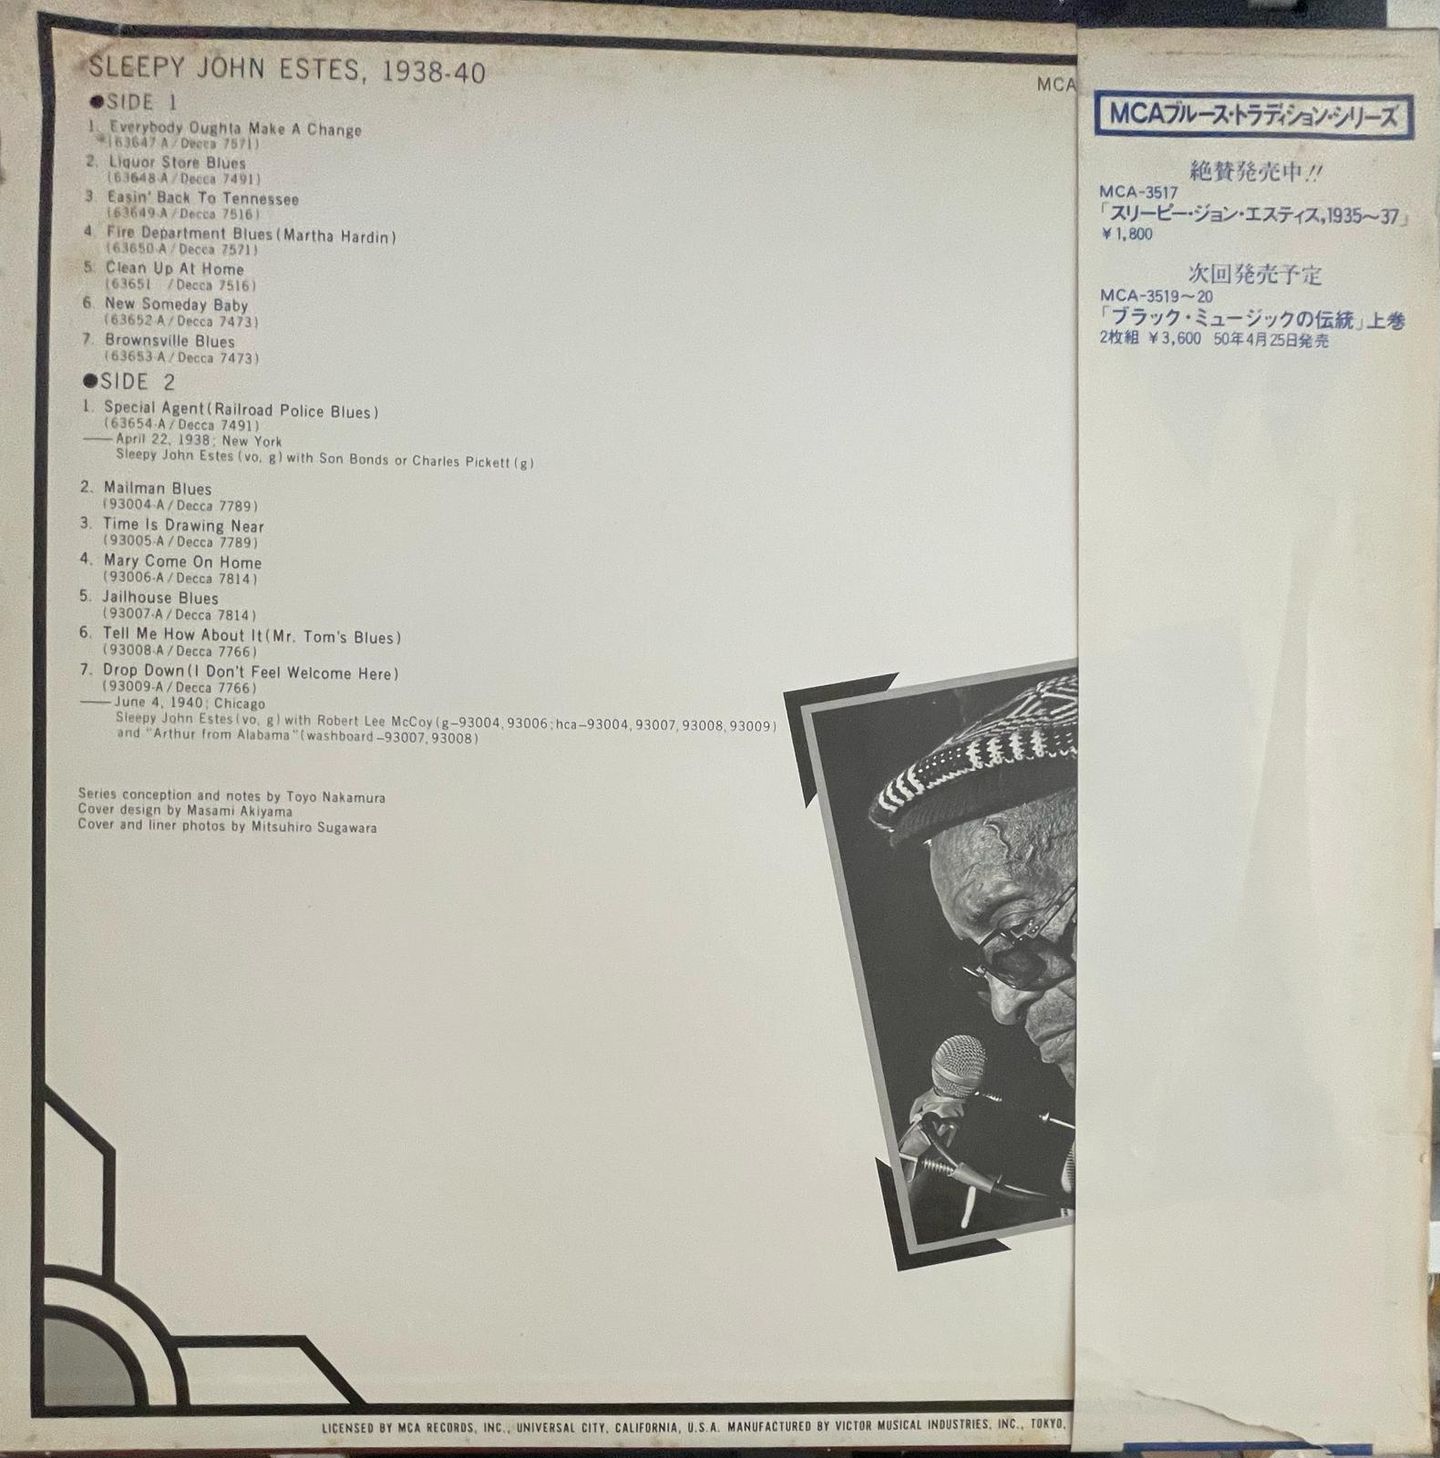 SLEEPY JOHN ESTES, 1938-40
MCA
●SIDE 1
1. Everybody Oughta Make A Change
(63647-A/Decca 7571)
2. Liquor Store Blues
(63648-A/Decca 7491)
3. Easin' Back To Tennessee
(63649-A/Decca 7516)
4. Fire Department Blues(Martha Hardin)
(63650-A/Decca 7571)
5. Clean Up At Home
(63651 /Decca 7516)
6. New Someday Baby
(63652-A/Decca 7473)
7. Brownsville Blues
(63653-A/Decca 7473)
●SIDE 2
1. Special Agent(Railroad Police Blues)
(63654-A/Decca 7491)
——April 22, 1938; New York
Sleepy John Estes(vo, g)with Son Bonds or Charles Pickett(g)
2. Mailman Blues
(93004-A/Decca 7789)
3. Time Is Drawing Near
(93005-A/Decca 7789)
4. Mary Come On Home
(93006-A/Decca 7814)
5. Jailhouse Blues
(93007-A/Decca 7814)
6. Tell Me How About It(Mr. Tom's Blues)
(93008-A/Decca 7766)
7. Drop Down(I Don't Feel Welcome Here)
(93009-A/Decca 7766)
——June 4, 1940; Chicago
Sleepy John Estes(vo, g)with Robert Lee McCoy(g–93004, 93006;hca–93004, 93007, 93008, 93009)
and "Arthur from Alabama"(washboard–93007, 93008)
Series conception and notes by Toyo Nakamura
Cover design by Masami Akiyama
Cover and liner photos by Mitsuhiro Sugawara
LICENSED BY MCA RECORDS, INC., UNIVERSAL CITY, CALIFORNIA, U.S.A. MANUFACTURED BY VICTOR MUSICAL INDUSTRIES, INC., TOKYO,
MCAブルース・トラディション・シリーズ
絶賛発売中!!
MCA-3517
「スリーピー・ジョン・エスティス,1935〜37」
¥1,800
次回発売予定
MCA-3519〜20
「ブラック・ミュージックの伝統」上巻
2枚組 ¥3,600 50年4月25日発売